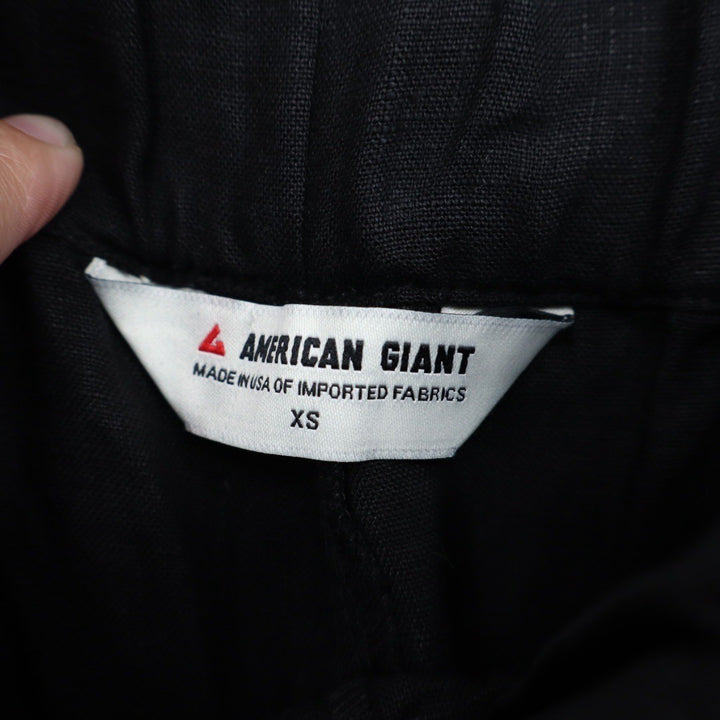 AMERICAN GIANT
MADE IN USA OF IMPORTED FABRICS
XS